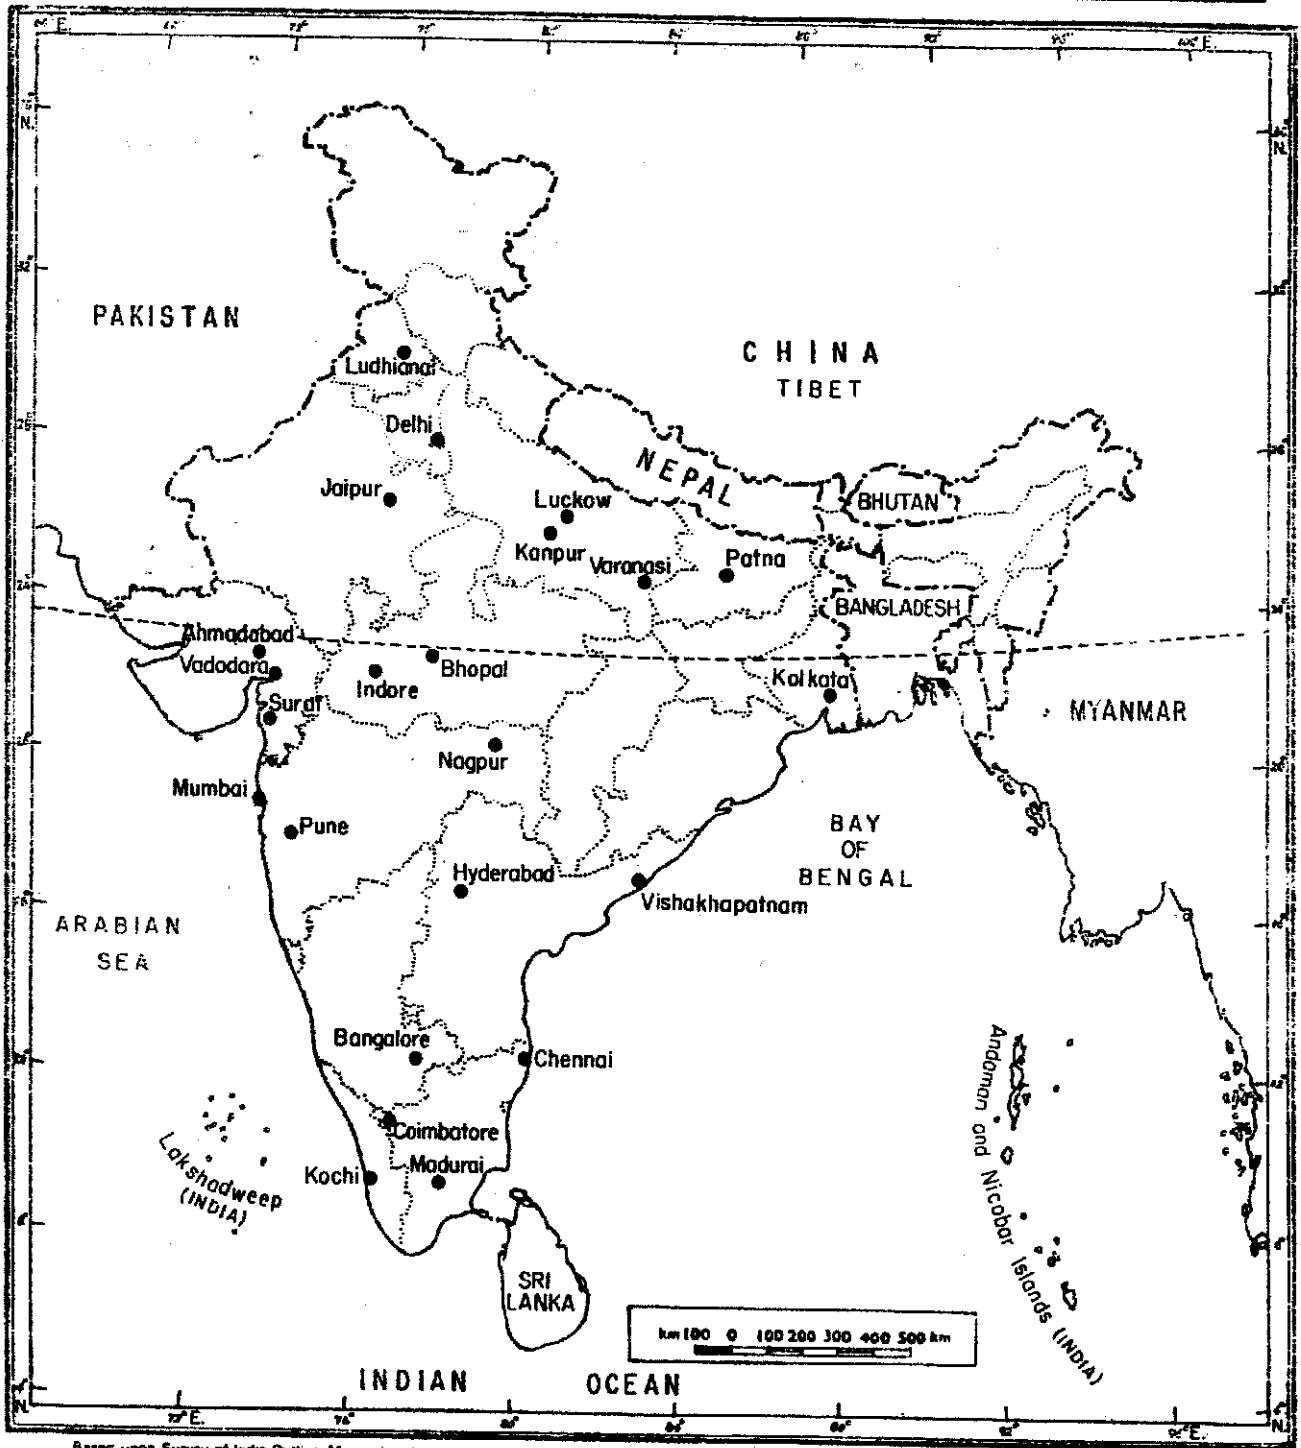 E.
E.
N.
N.
32°
PAKISTAN
CHINA
TIBET
Ludhianai
Delhi
NEPAL
Jaipur
Luckow
BHUTAN
Kanpur
Varanasi
Patna
BANGLADESH
Ahmadabad
Vadodara
Bhopal
Indore
Kolkata
Surat
MYANMAR
Nagpur
Mumbai
Pune
BAY
OF
BENGAL
Hyderabad
Vishakhapatnam
ARABIAN
SEA
Bangalore
Chennai
Andaman and Nicobar Islands (INDIA)
Coimbatore
Lakshadweep
(INDIA)
Kochi
Madurai
SRI
LANKA
km 100 0 100 200 300 400 500 km
INDIAN OCEAN
N.
N.
E.
E.